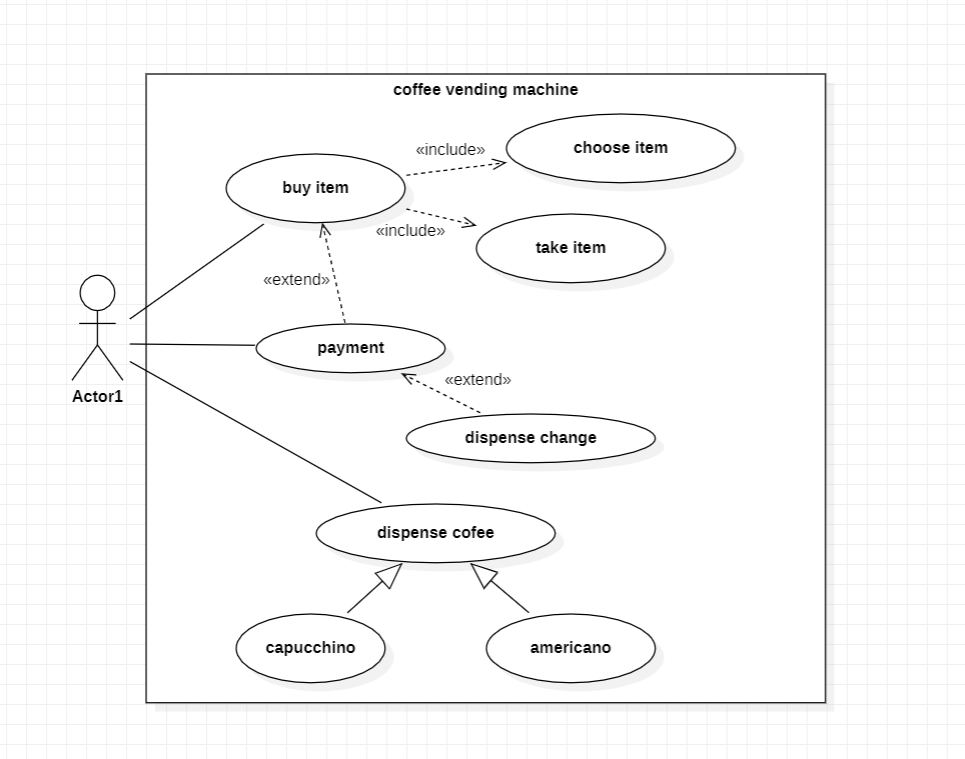 coffee vending machine
«include»
choose item
buy item
«include»
take item
«extend»
payment
«extend»
Actor1
dispense change
dispense cofee
capucchino
americano